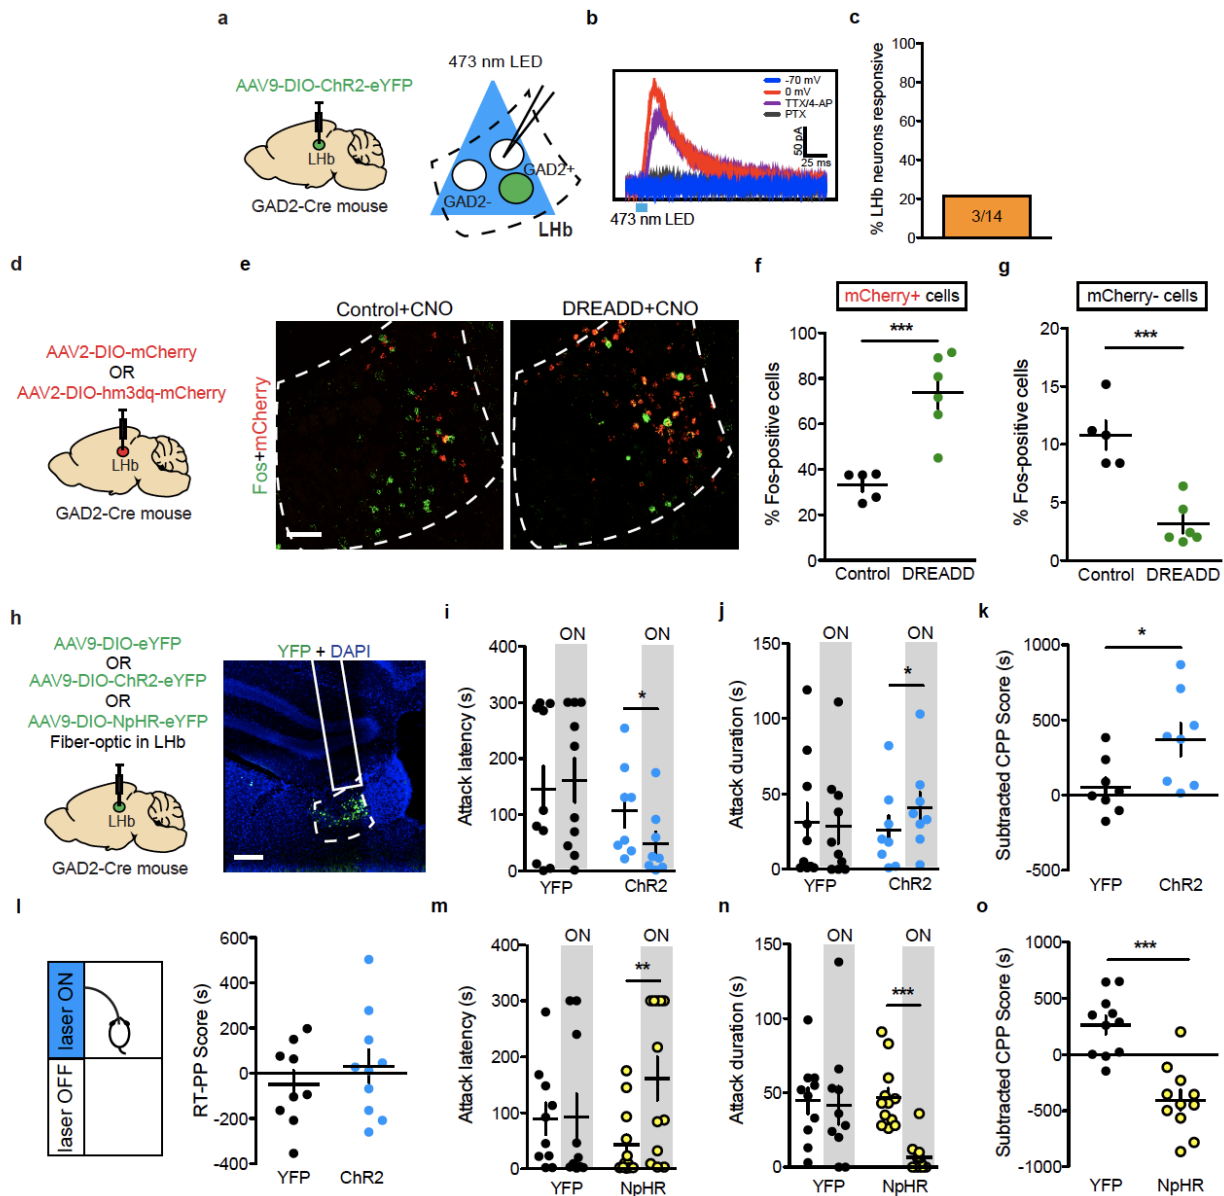 a
AAV9-DIO-ChR2-eYFP
LHb
GAD2-Cre mouse
473 nm LED
GAD2+
GAD2-
LHb
b
-70 mV
0 mV
TTX/4-AP
PTX
50 pA
25 ms
473 nm LED
c
% LHb neurons responsive
100
80
60
40
20
0
3/14
d
AAV2-DIO-mCherry
OR
AAV2-DIO-hm3dq-mCherry
LHb
GAD2-Cre mouse
e
Control+CNO
DREADD+CNO
Fos+mCherry
f
mCherry+ cells
***
% Fos-positive cells
100
80
60
40
20
0
Control
DREADD
g
mCherry- cells
***
% Fos-positive cells
20
15
10
5
0
Control
DREADD
h
AAV9-DIO-eYFP
OR
AAV9-DIO-ChR2-eYFP
OR
AAV9-DIO-NpHR-eYFP
Fiber-optic in LHb
LHb
GAD2-Cre mouse
YFP + DAPI
i
ON
ON
*
Attack latency (s)
400
300
200
100
0
YFP
ChR2
j
ON
ON
*
Attack duration (s)
150
100
50
0
YFP
ChR2
k
*
Subtracted CPP Score (s)
1000
500
0
-500
YFP
ChR2
l
laser ON
laser OFF
RT-PP Score (s)
600
400
200
0
-200
-400
YFP
ChR2
m
ON
ON
**
Attack latency (s)
400
300
200
100
0
YFP
NpHR
n
ON
ON
***
Attack duration (s)
150
100
50
0
YFP
NpHR
o
***
Subtracted CPP Score (s)
1000
500
0
-500
-1000
YFP
NpHR